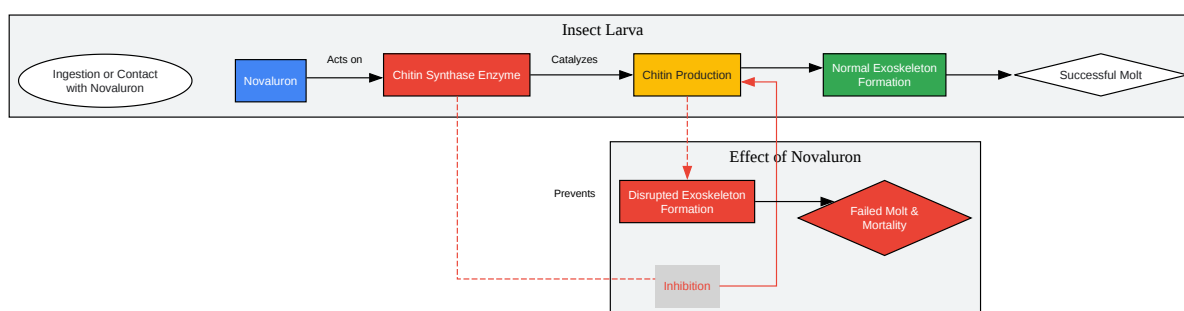 Insect Larva
Ingestion or Contact
with Novaluron
Novaluron
Acts on
Chitin Synthase Enzyme
Catalyzes
Chitin Production
Normal Exoskeleton
Formation
Successful Molt
Effect of Novaluron
Prevents
Disrupted Exoskeleton
Formation
Failed Molt &
Mortality
Inhibition